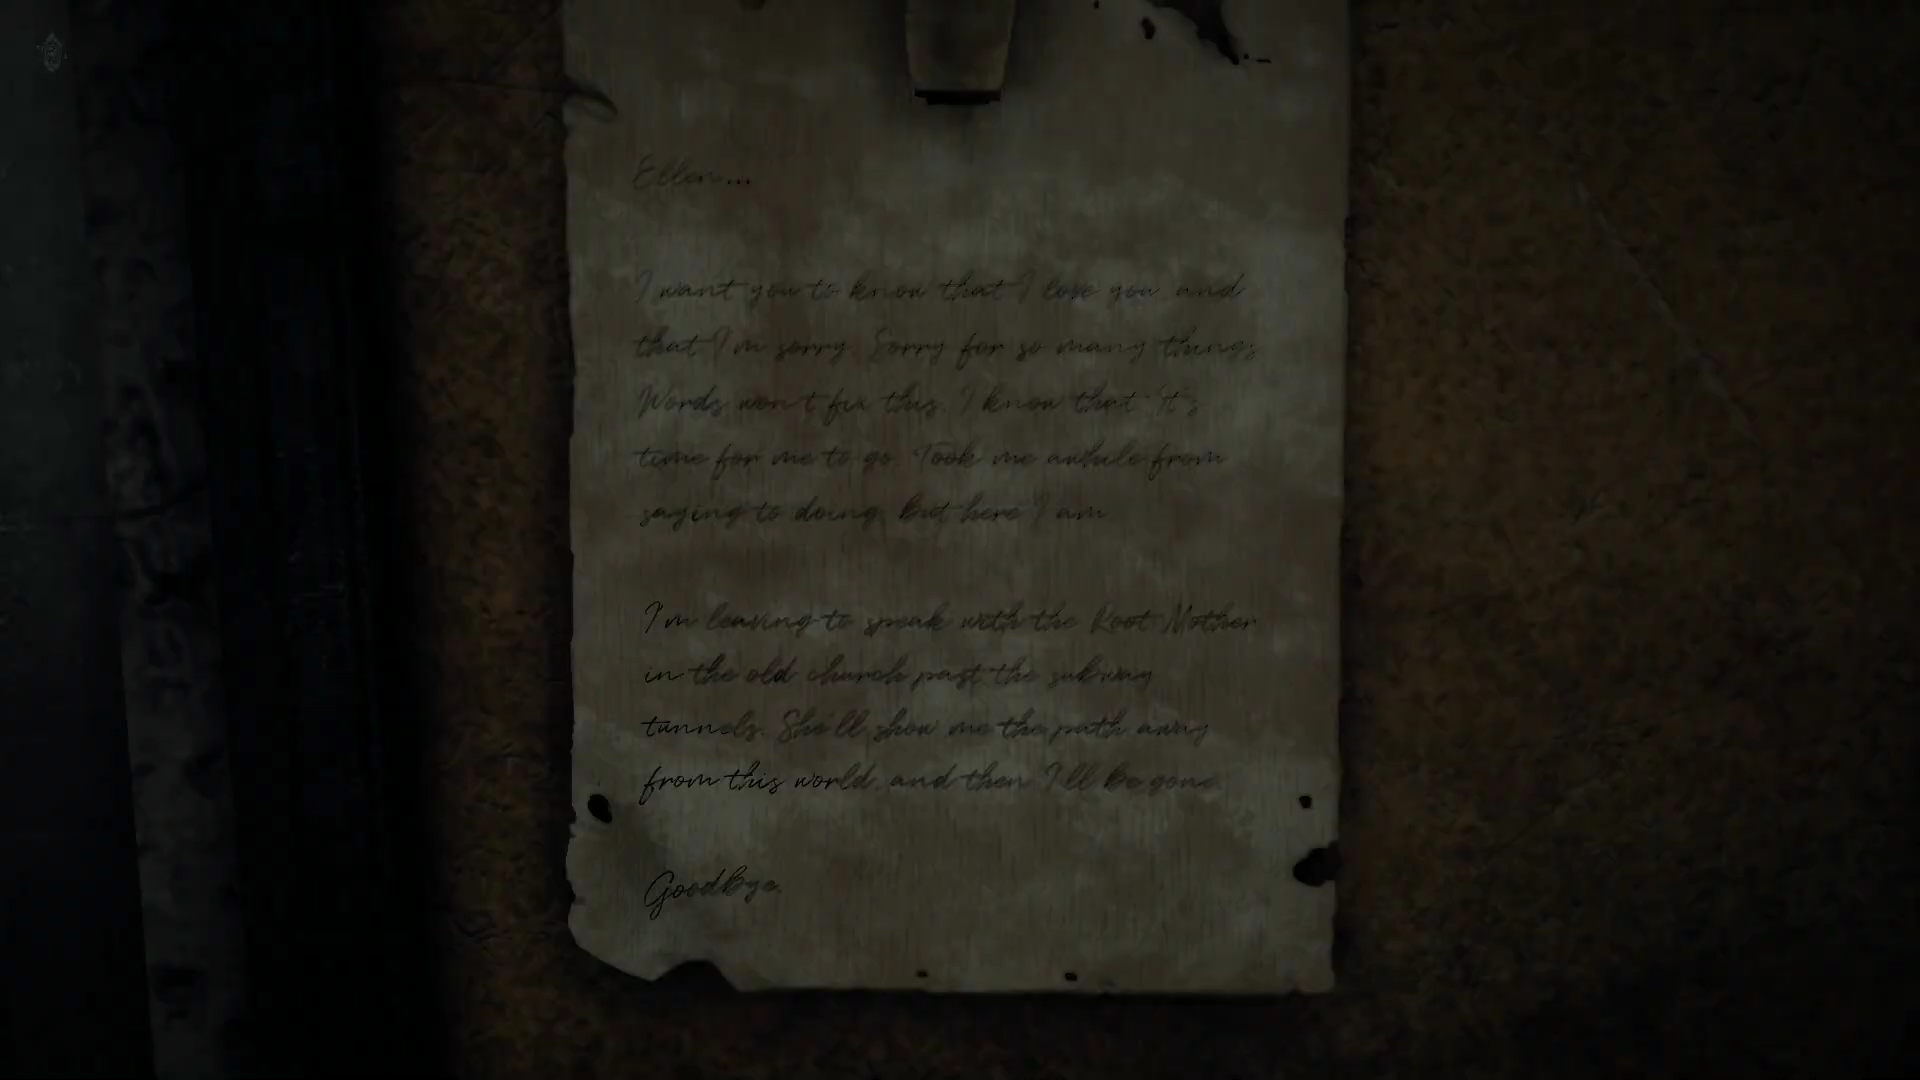 Ellen...
I want you to know that I love you and
that I'm sorry. Sorry for so many things.
Words won't fix this. I know that. It's
time for me to go. Took me awhile from
saying to doing, but here I am.
I'm leaving to speak with the Root Mother
in the old church past the subway
tunnels. She'll show me the path away
from this world, and then I'll be gone.
Goodbye.